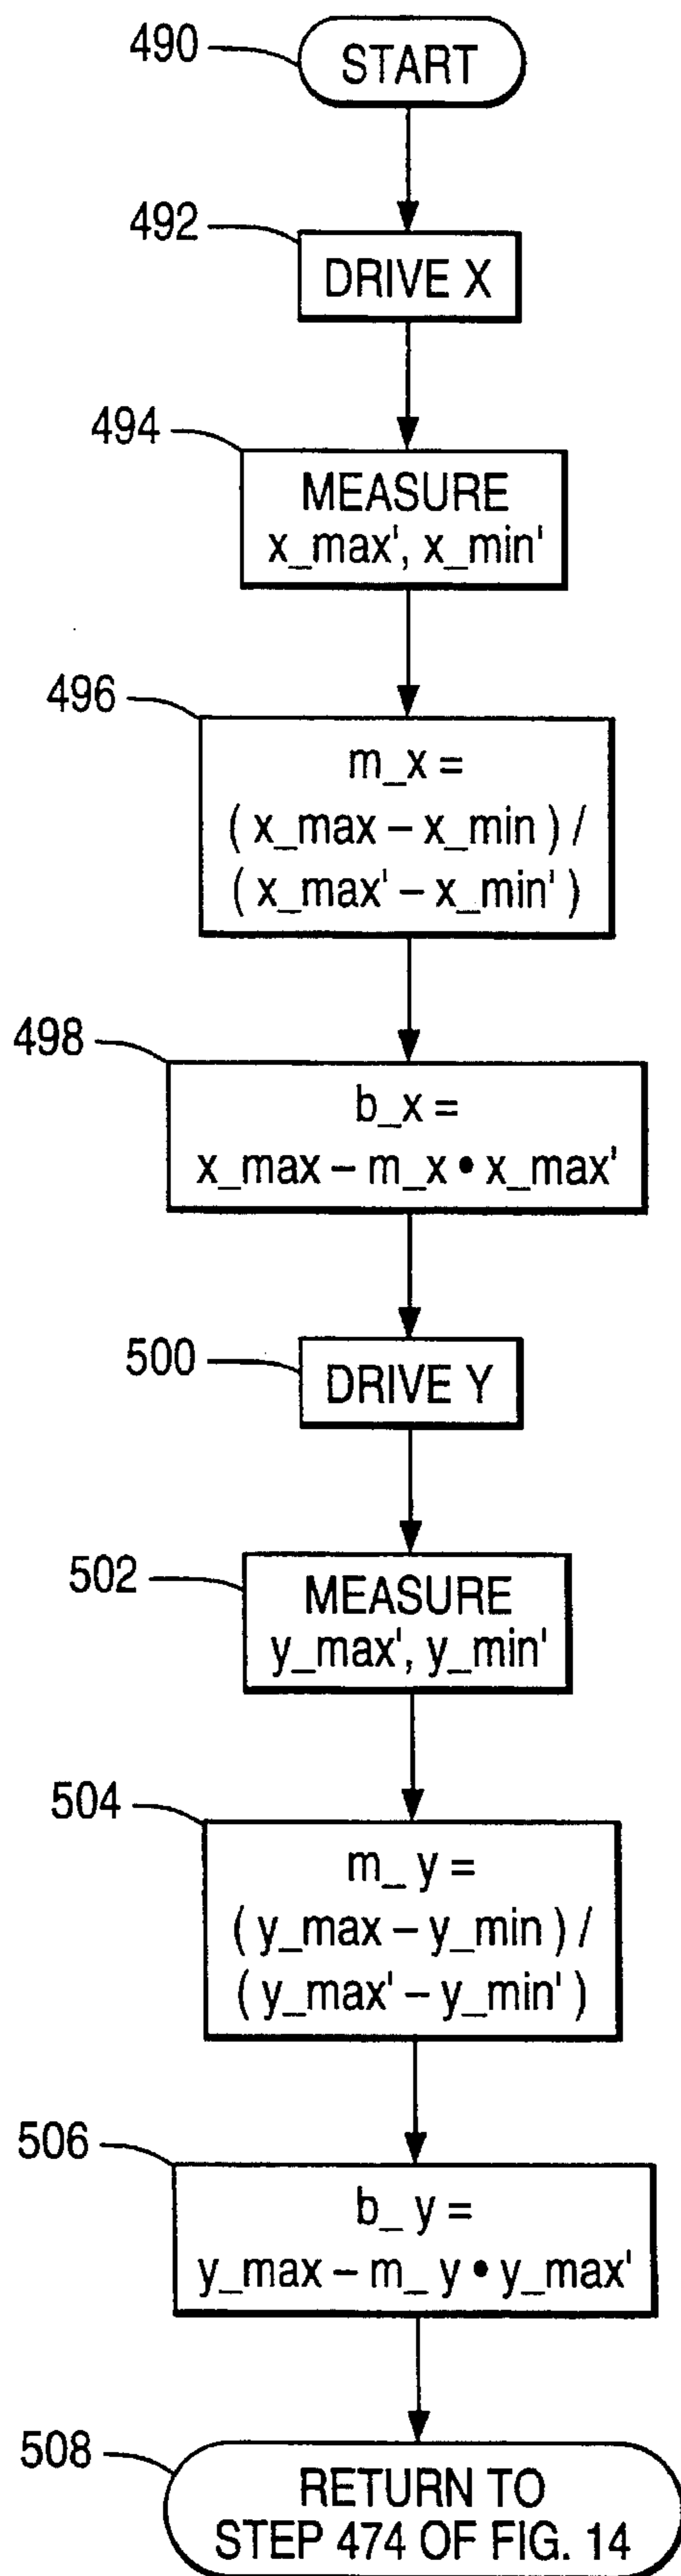 490
START
492
DRIVE X
494
MEASURE
x_max', x_min'
496
m_x =
( x_max – x_min ) /
( x_max' – x_min' )
498
b_x =
x_max – m_x • x_max'
500
DRIVE Y
502
MEASURE
y_max', y_min'
504
m_ y =
( y_max – y_min ) /
( y_max' – y_min' )
506
b_ y =
y_max – m_ y • y_max'
508
RETURN TO
STEP 474 OF FIG. 14